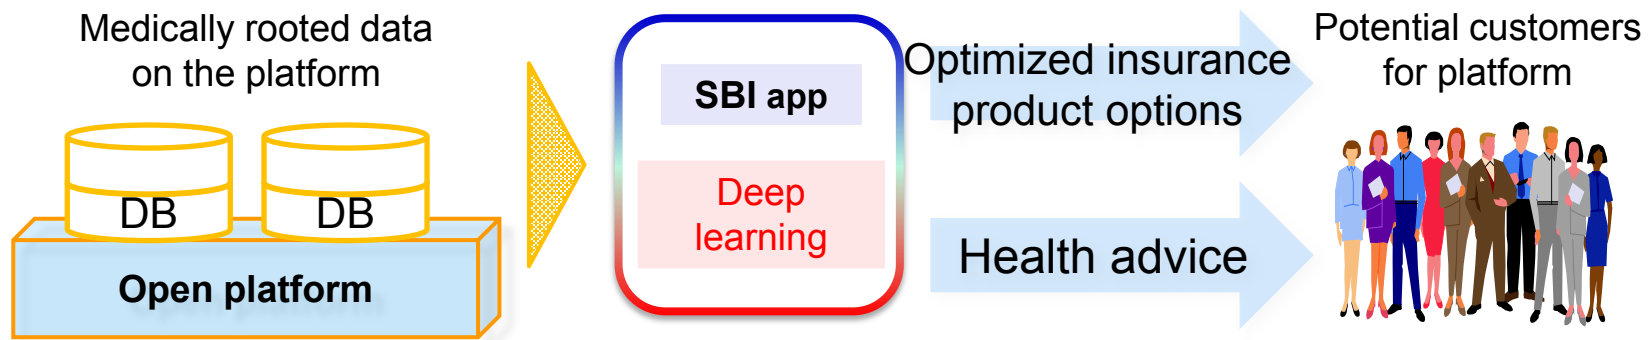 Medically rooted data
on the platform
DB
DB
Open platform
SBI app
Deep
learning
Optimized insurance
product options
Health advice
Potential customers
for platform